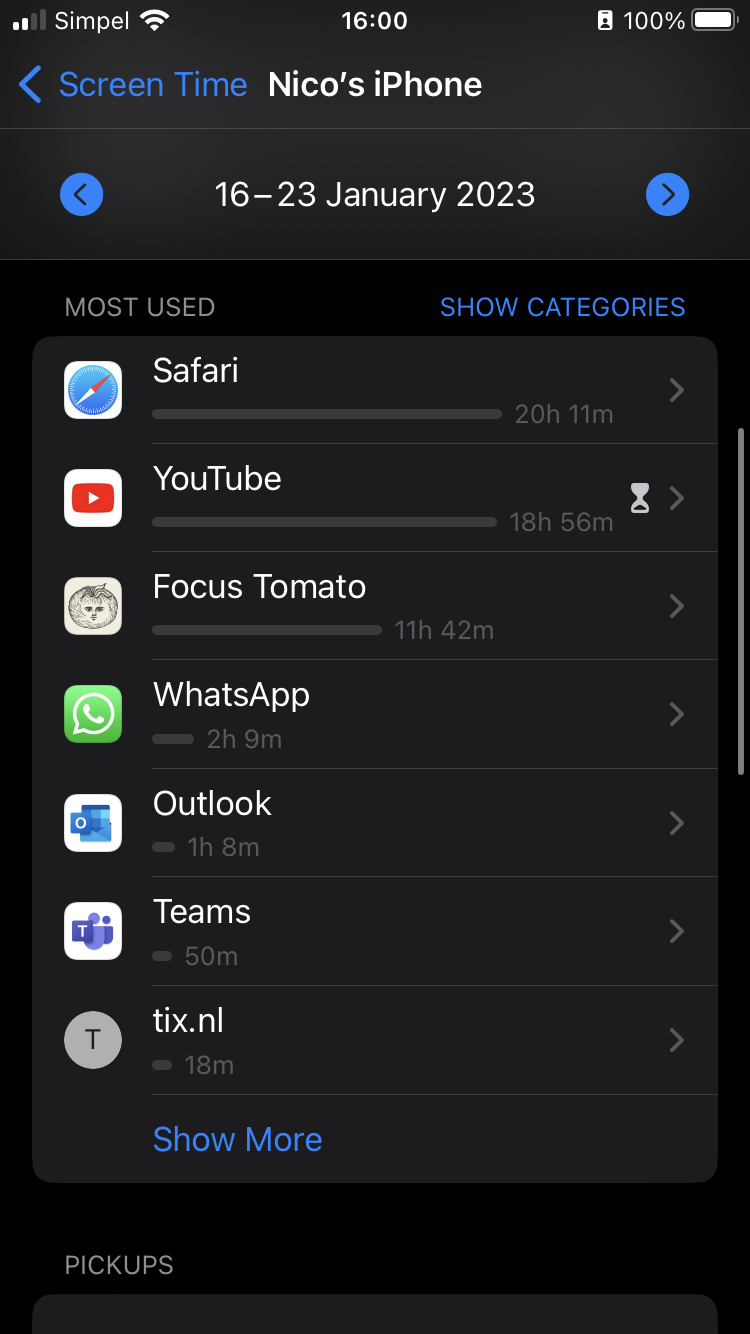 Simpel 16:00 100%
Screen Time Nico’s iPhone
16–23 January 2023
MOST USED SHOW CATEGORIES
Safari
20h 11m
YouTube
18h 56m
Focus Tomato
11h 42m
WhatsApp
2h 9m
O Outlook
1h 8m
T Teams
50m
T tix.nl
18m
Show More
PICKUPS